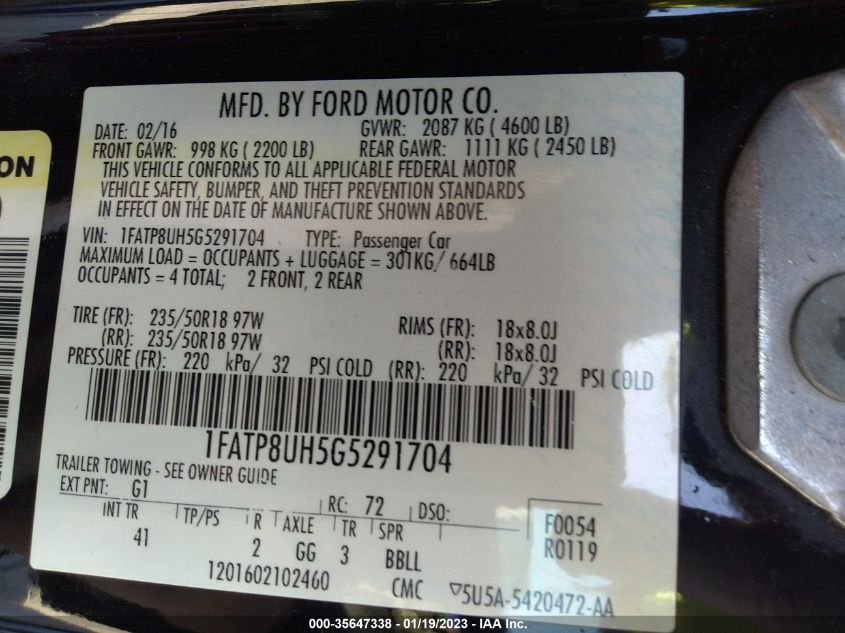 MFD. BY FORD MOTOR CO.
DATE: 02/16 GVWR: 2087 KG ( 4600 LB)
FRONT GAWR: 998 KG ( 2200 LB) REAR GAWR: 1111 KG ( 2450 LB)
THIS VEHICLE CONFORMS TO ALL APPLICABLE FEDERAL MOTOR
VEHICLE SAFETY, BUMPER, AND THEFT PREVENTION STANDARDS
IN EFFECT ON THE DATE OF MANUFACTURE SHOWN ABOVE.
VIN: 1FATP8UH5G5291704 TYPE: Passenger Car
MAXIMUM LOAD = OCCUPANTS + LUGGAGE = 301KG/ 664LB
OCCUPANTS = 4 TOTAL; 2 FRONT, 2 REAR
TIRE (FR): 235/50R18 97W RIMS (FR): 18x8.0J
(RR): 235/50R18 97W (RR): 18x8.0J
PRESSURE (FR): 220 kPa/ 32 PSI COLD (RR): 220 kPa/ 32 PSI COLD
1FATP8UH5G5291704
TRAILER TOWING - SEE OWNER GUIDE
EXT PNT: G1 RC: 72 DSO:
INT TR TP/PS R AXLE TR SPR F0054
41 2 GG 3 BBLL R0119
1201602102460 CMC ▽5U5A-5420472-AA
ON
000-35647338 - 01/19/2023 - IAA Inc.